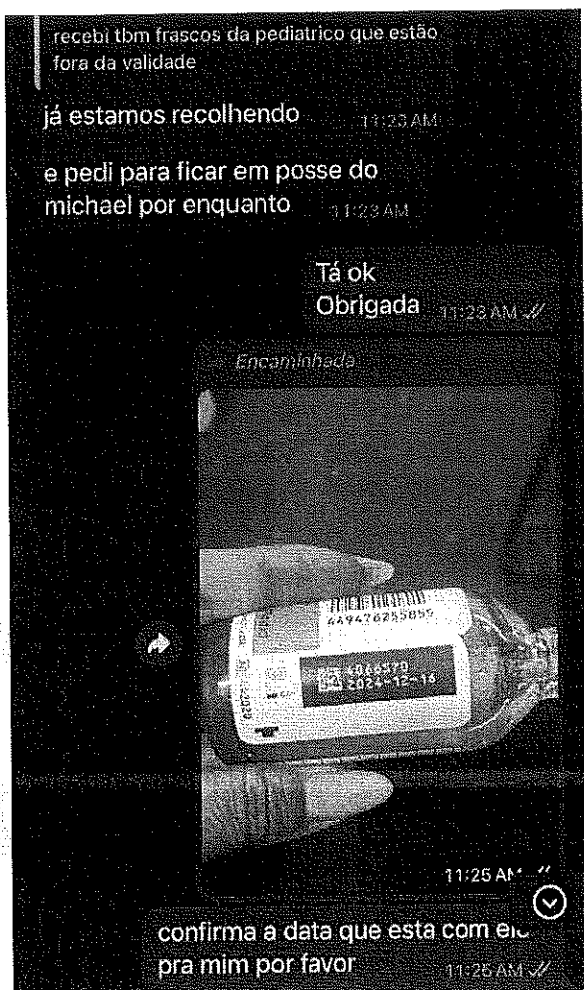 recebi tbm frascos da pediatrico que estão
fora da validade
já estamos recolhendo 11:23 AM
e pedi para ficar em posse do
michael por enquanto 11:23 AM
Tá ok
Obrigada 11:23 AM
Encaminhada
4066570
2024-12-16
11:25 AM
confirma a data que esta com
pra mim por favor 11:26 AM